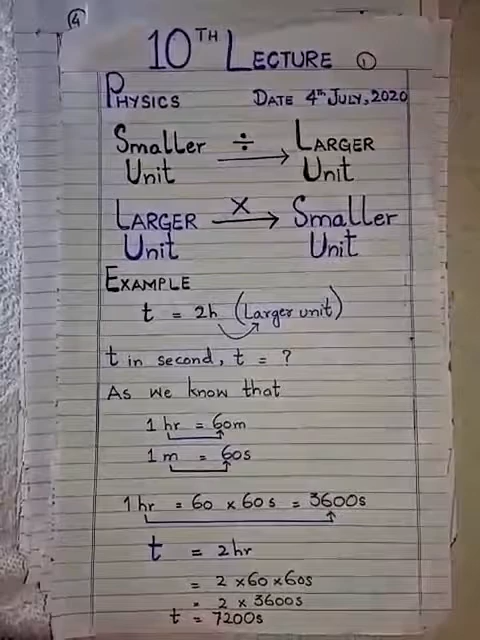 4
10TH LECTURE 1
PHYSICS DATE 4th JULY, 2020
Smaller Unit ÷ → LARGER Unit
LARGER Unit × → Smaller Unit
EXAMPLE
t = 2h (Larger unit)
t in second, t = ?
As we know that
1 hr = 60m
1 m = 60s
1 hr = 60 × 60s = 3600s
t = 2hr
= 2 × 60 × 60s
= 2 × 3600s
t = 7200s